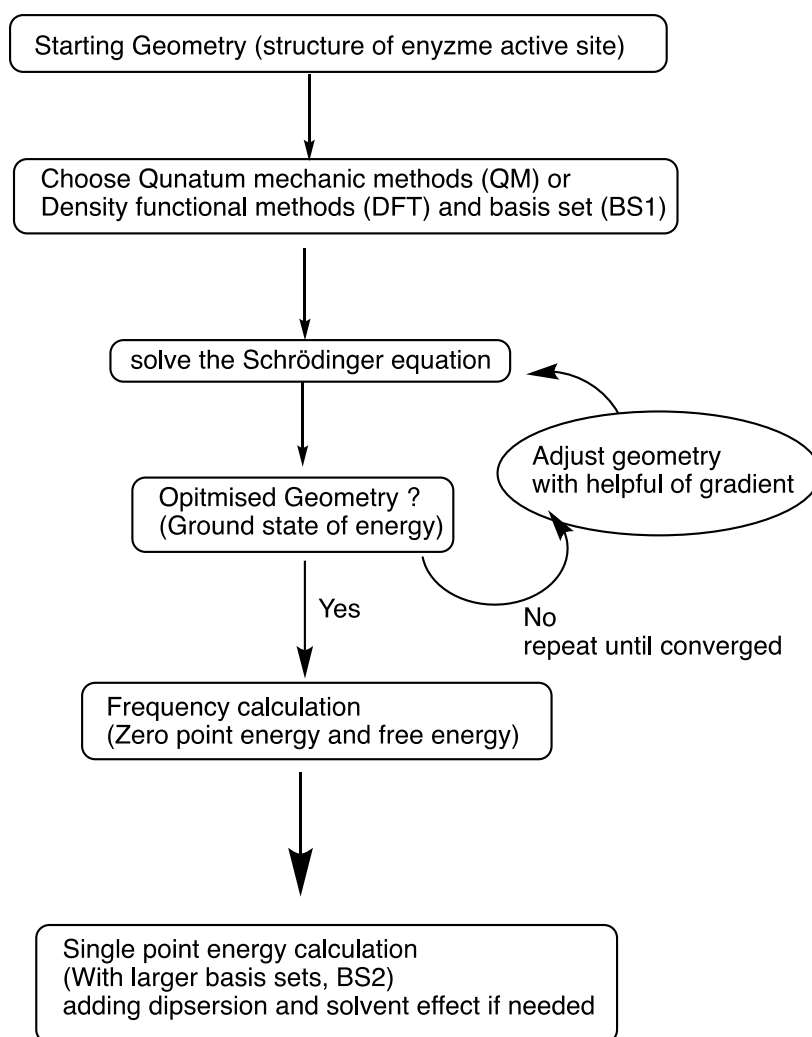 Starting Geometry (structure of enyzme active site)
Choose Qunatum mechanic methods (QM) or
Density functional methods (DFT) and basis set (BS1)
solve the Schrödinger equation
Adjust geometry
with helpful of gradient
Opitmised Geometry ?
(Ground state of energy)
Yes
No
repeat until converged
Frequency calculation
(Zero point energy and free energy)
Single point energy calculation
(With larger basis sets, BS2)
adding dipsersion and solvent effect if needed